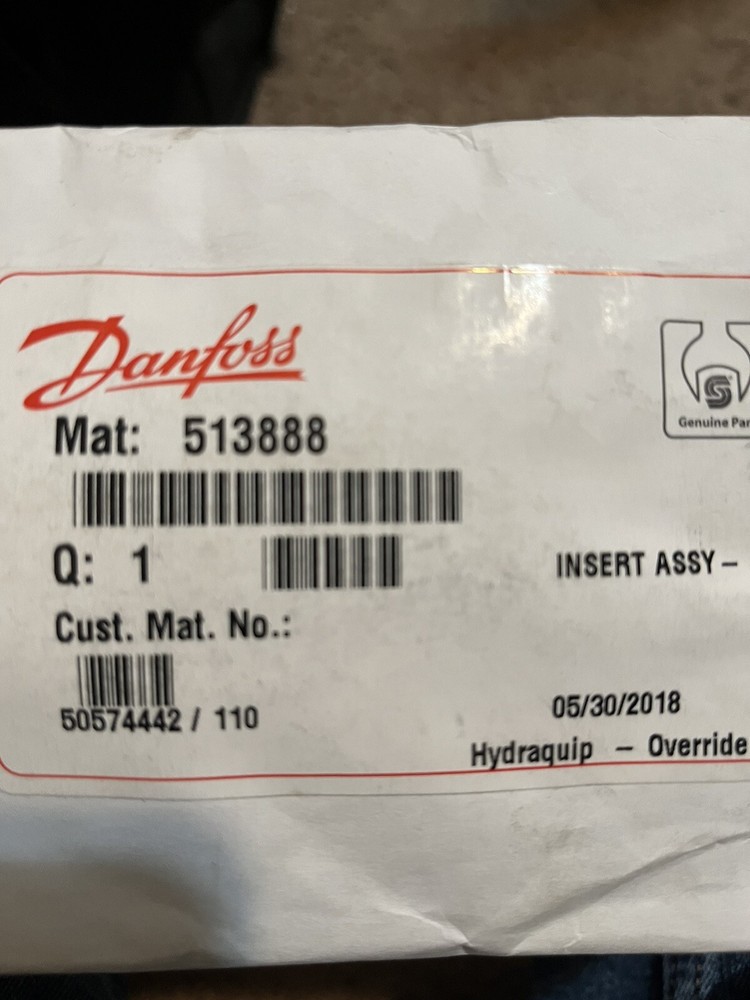 Danfoss
Mat: 513888
Genuine Par
Q: 1
INSERT ASSY –
Cust. Mat. No.:
50574442 / 110
05/30/2018
Hydraquip – Override